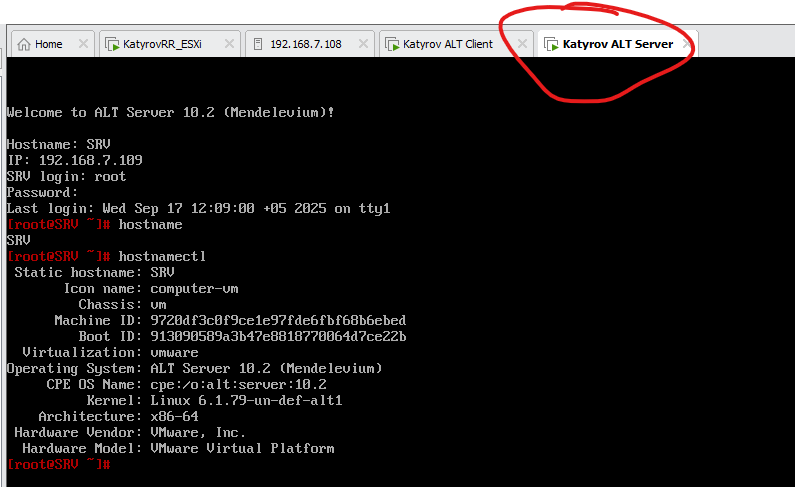 Home KatyrovRR_ESXi 192.168.7.108 Katyrov ALT Client Katyrov ALT Server
Welcome to ALT Server 10.2 (Mendelevium)!
Hostname: SRV
IP: 192.168.7.109
SRV login: root
Password:
Last login: Wed Sep 17 12:09:00 +05 2025 on tty1
[root@SRV ~]# hostname
SRV
[root@SRV ~]# hostnamectl
Static hostname: SRV
Icon name: computer-vm
Chassis: vm
Machine ID: 9720df3c0f9ce1e97fde6fbf68b6ebed
Boot ID: 913090589a3b47e8818770064d7ce22b
Virtualization: vmware
Operating System: ALT Server 10.2 (Mendelevium)
CPE OS Name: cpe:/o:alt:server:10.2
Kernel: Linux 6.1.79-un-def-alt1
Architecture: x86-64
Hardware Vendor: VMware, Inc.
Hardware Model: VMware Virtual Platform
[root@SRV ~]#